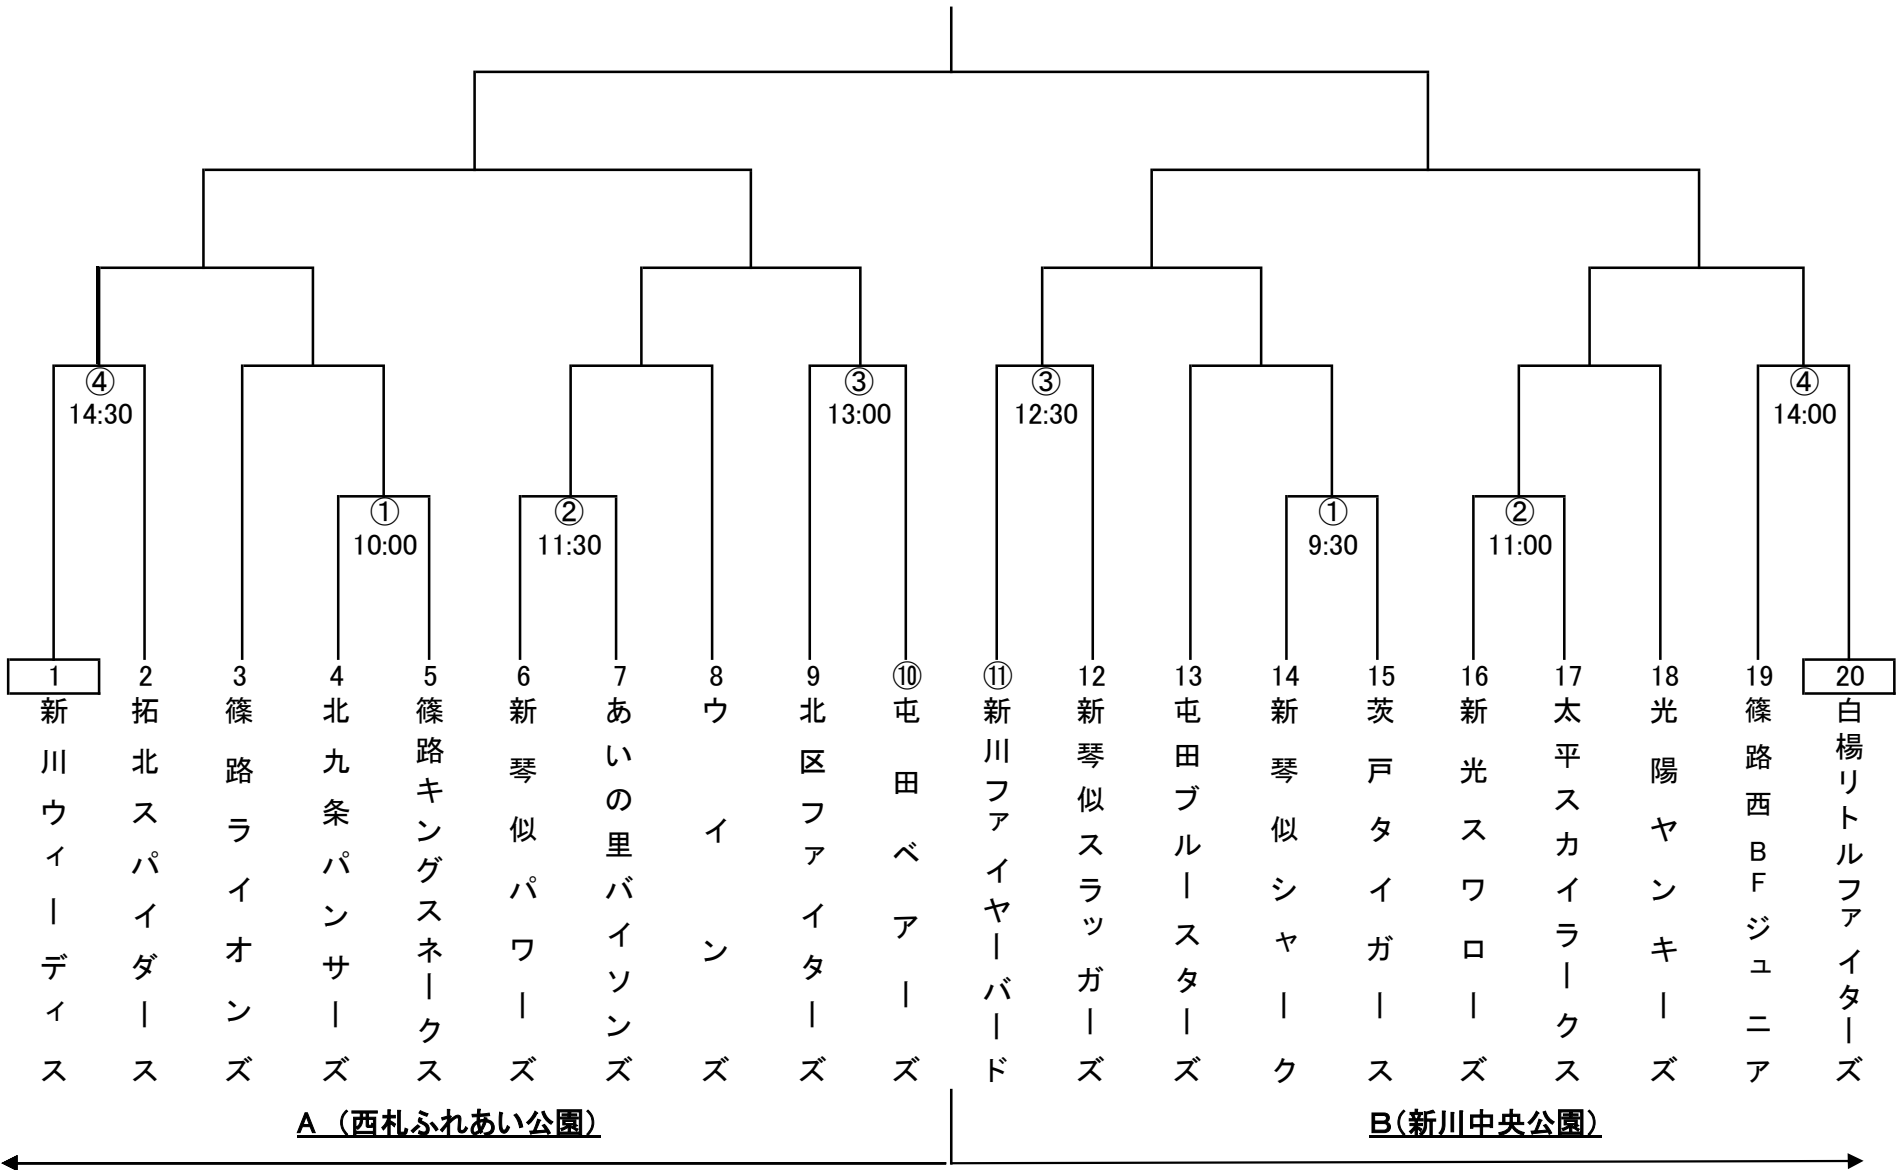 ④ ③ ③ ④
14:30 13:00 12:30 14:00
① ② ① ②
10:00 11:30 9:30 11:00
1 2 3 4 5 6 7 8 9 ⑩ ⑪ 12 13 14 15 16 17 18 19 20
新川ウィーディス
拓北スパイダース
篠路ライオンズ
北九条パンサーズ
篠路キングスネークス
新琴似パワーズ
あいの里バイソンズ
ウインズ
北区ファイターズ
屯田ベアーズ
新川ファイヤーバード
新琴似スラッガーズ
屯田ブルースターズ
新琴似シャーク
茨戸タイガース
新光スワローズ
太平スカイラークス
光陽ヤンキーズ
篠路西BFジュニア
白楊リトルファイターズ
A （西札ふれあい公園） B（新川中央公園）